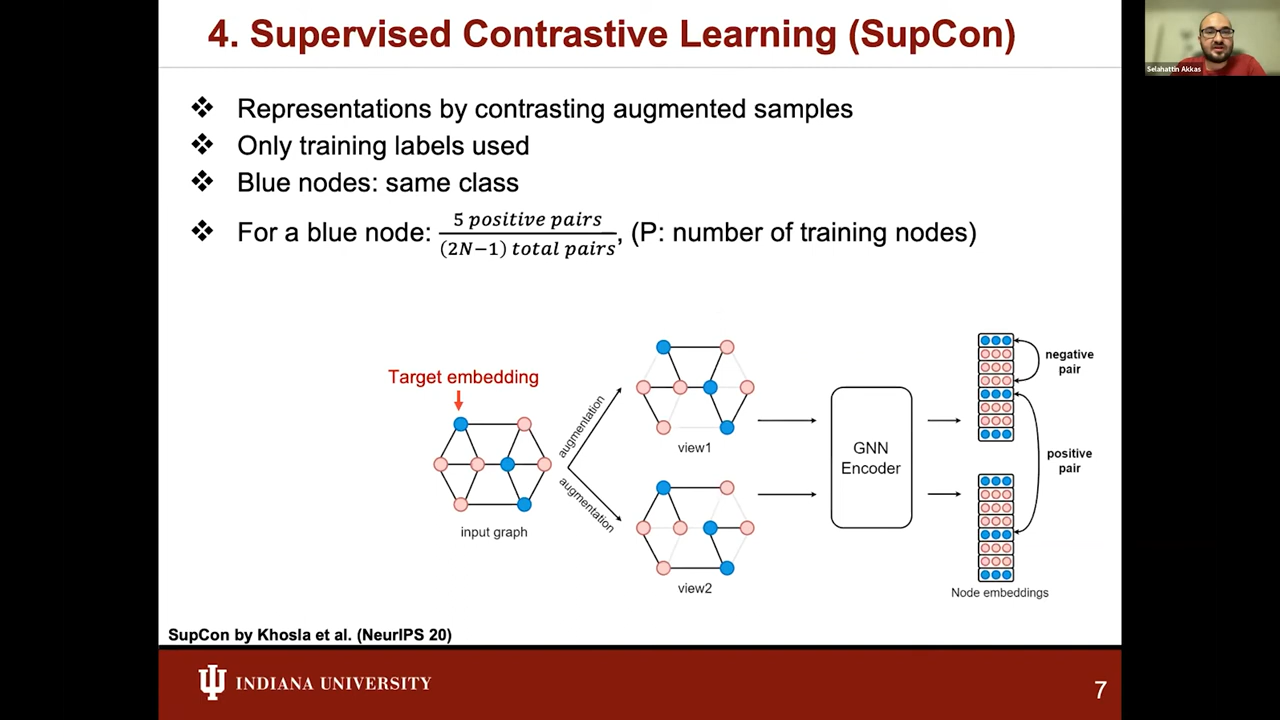 4. Supervised Contrastive Learning (SupCon)
Selahattin Akkas
❖ Representations by contrasting augmented samples
❖ Only training labels used
❖ Blue nodes: same class
❖ For a blue node: 5 positive pairs / (2N−1) total pairs, (P: number of training nodes)
Target embedding
input graph
augmentation
augmentation
view1
view2
GNN
Encoder
negative
pair
positive
pair
Node embeddings
SupCon by Khosla et al. (NeurIPS 20)
INDIANA UNIVERSITY
7